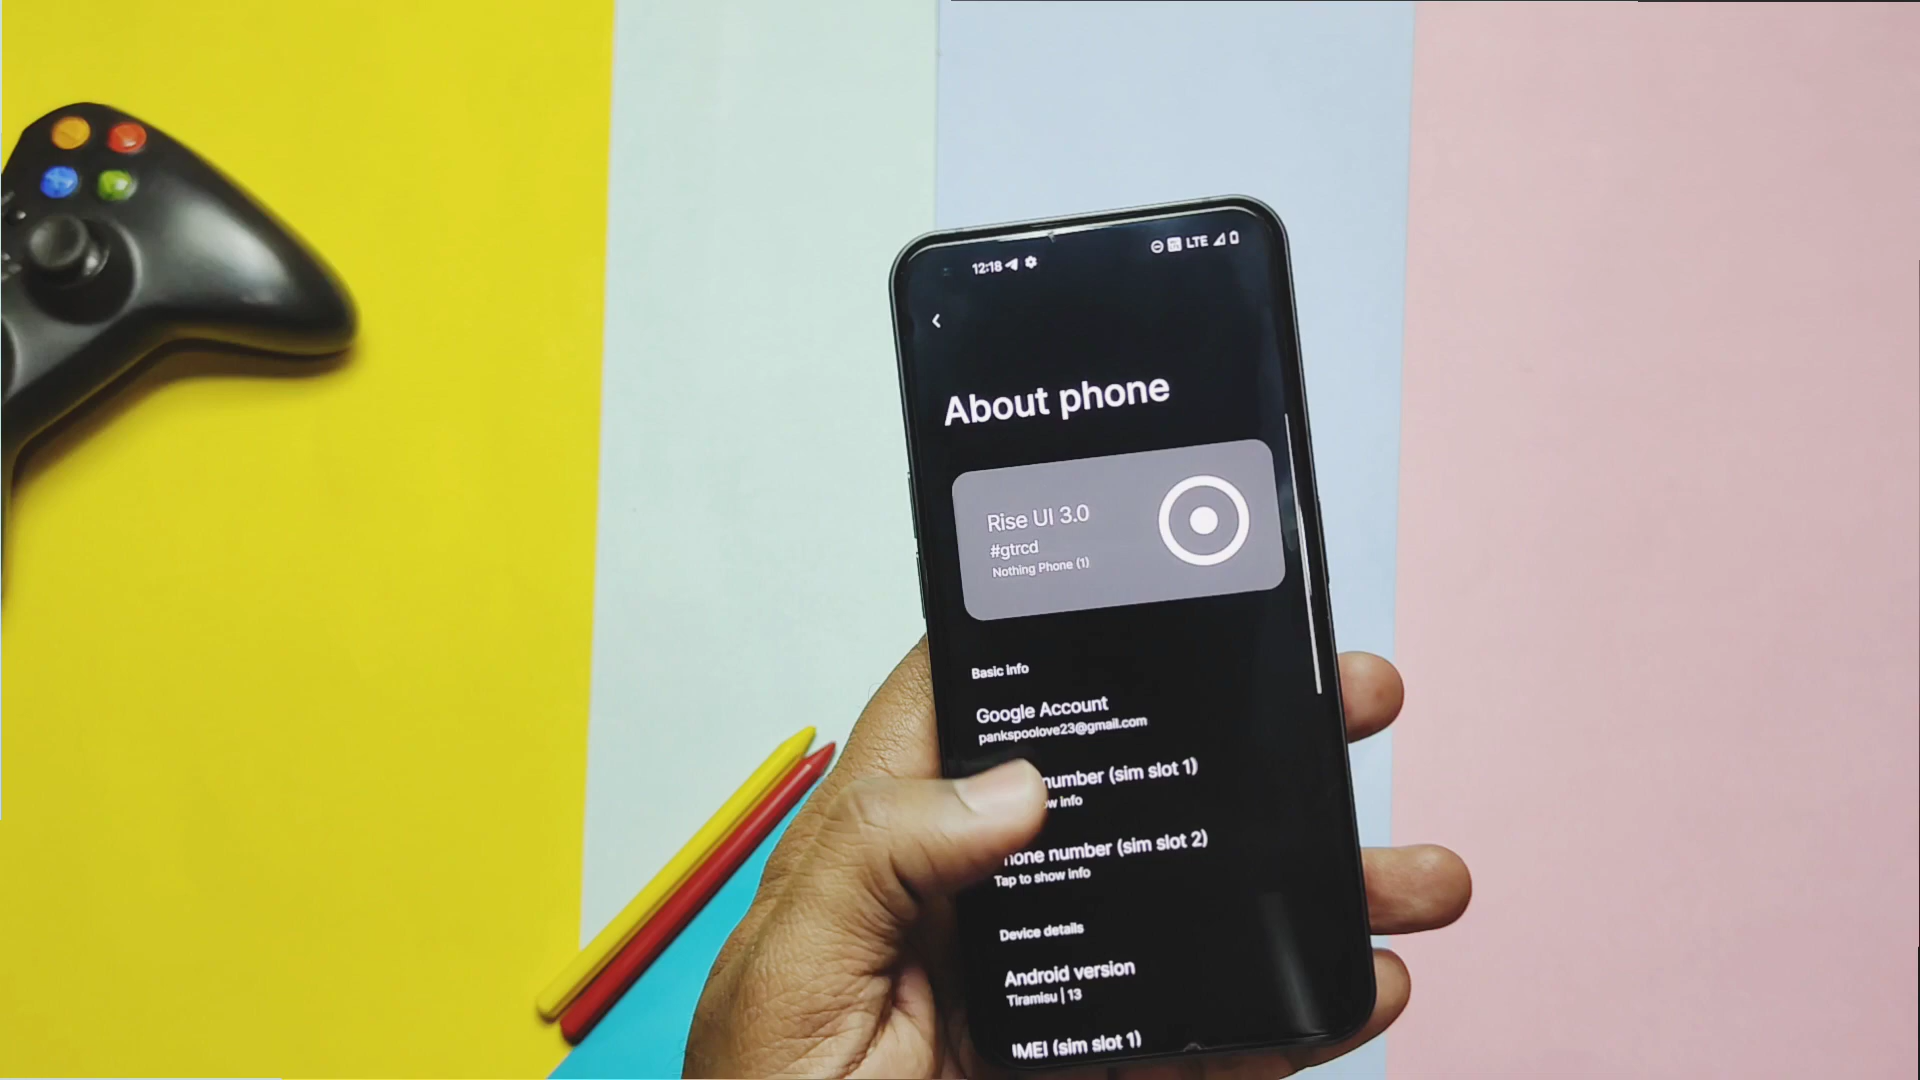 12:18 LTE
About phone
Rise UI 3.0
#gtrcd
Nothing Phone (1)
Basic info
Google Account
pankspoolove23@gmail.com
number (sim slot 1)
info
number (sim slot 2)
Tap to show info
Device details
Android version
Tiramisu | 13
IMEI (sim slot 1)